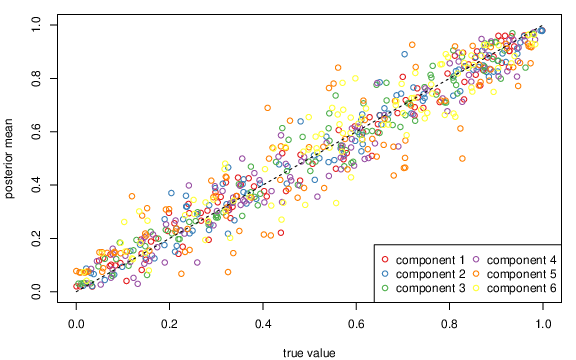 posterior mean
1.0
0.8
0.6
0.4
0.2
0.0
component 1
component 2
component 3
component 4
component 5
component 6
0.0 0.2 0.4 0.6 0.8 1.0
true value